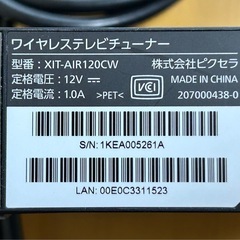 ワイヤレステレビチューナー
型番：XIT-AIR120CW
株式会社ピクセラ
定格電圧：12V ⎓
MADE IN CHINA
定格電流：1.0A
>PET<
VCI
207000438-0
S/N: 1KEA005261A
LAN: 00E0C3311523